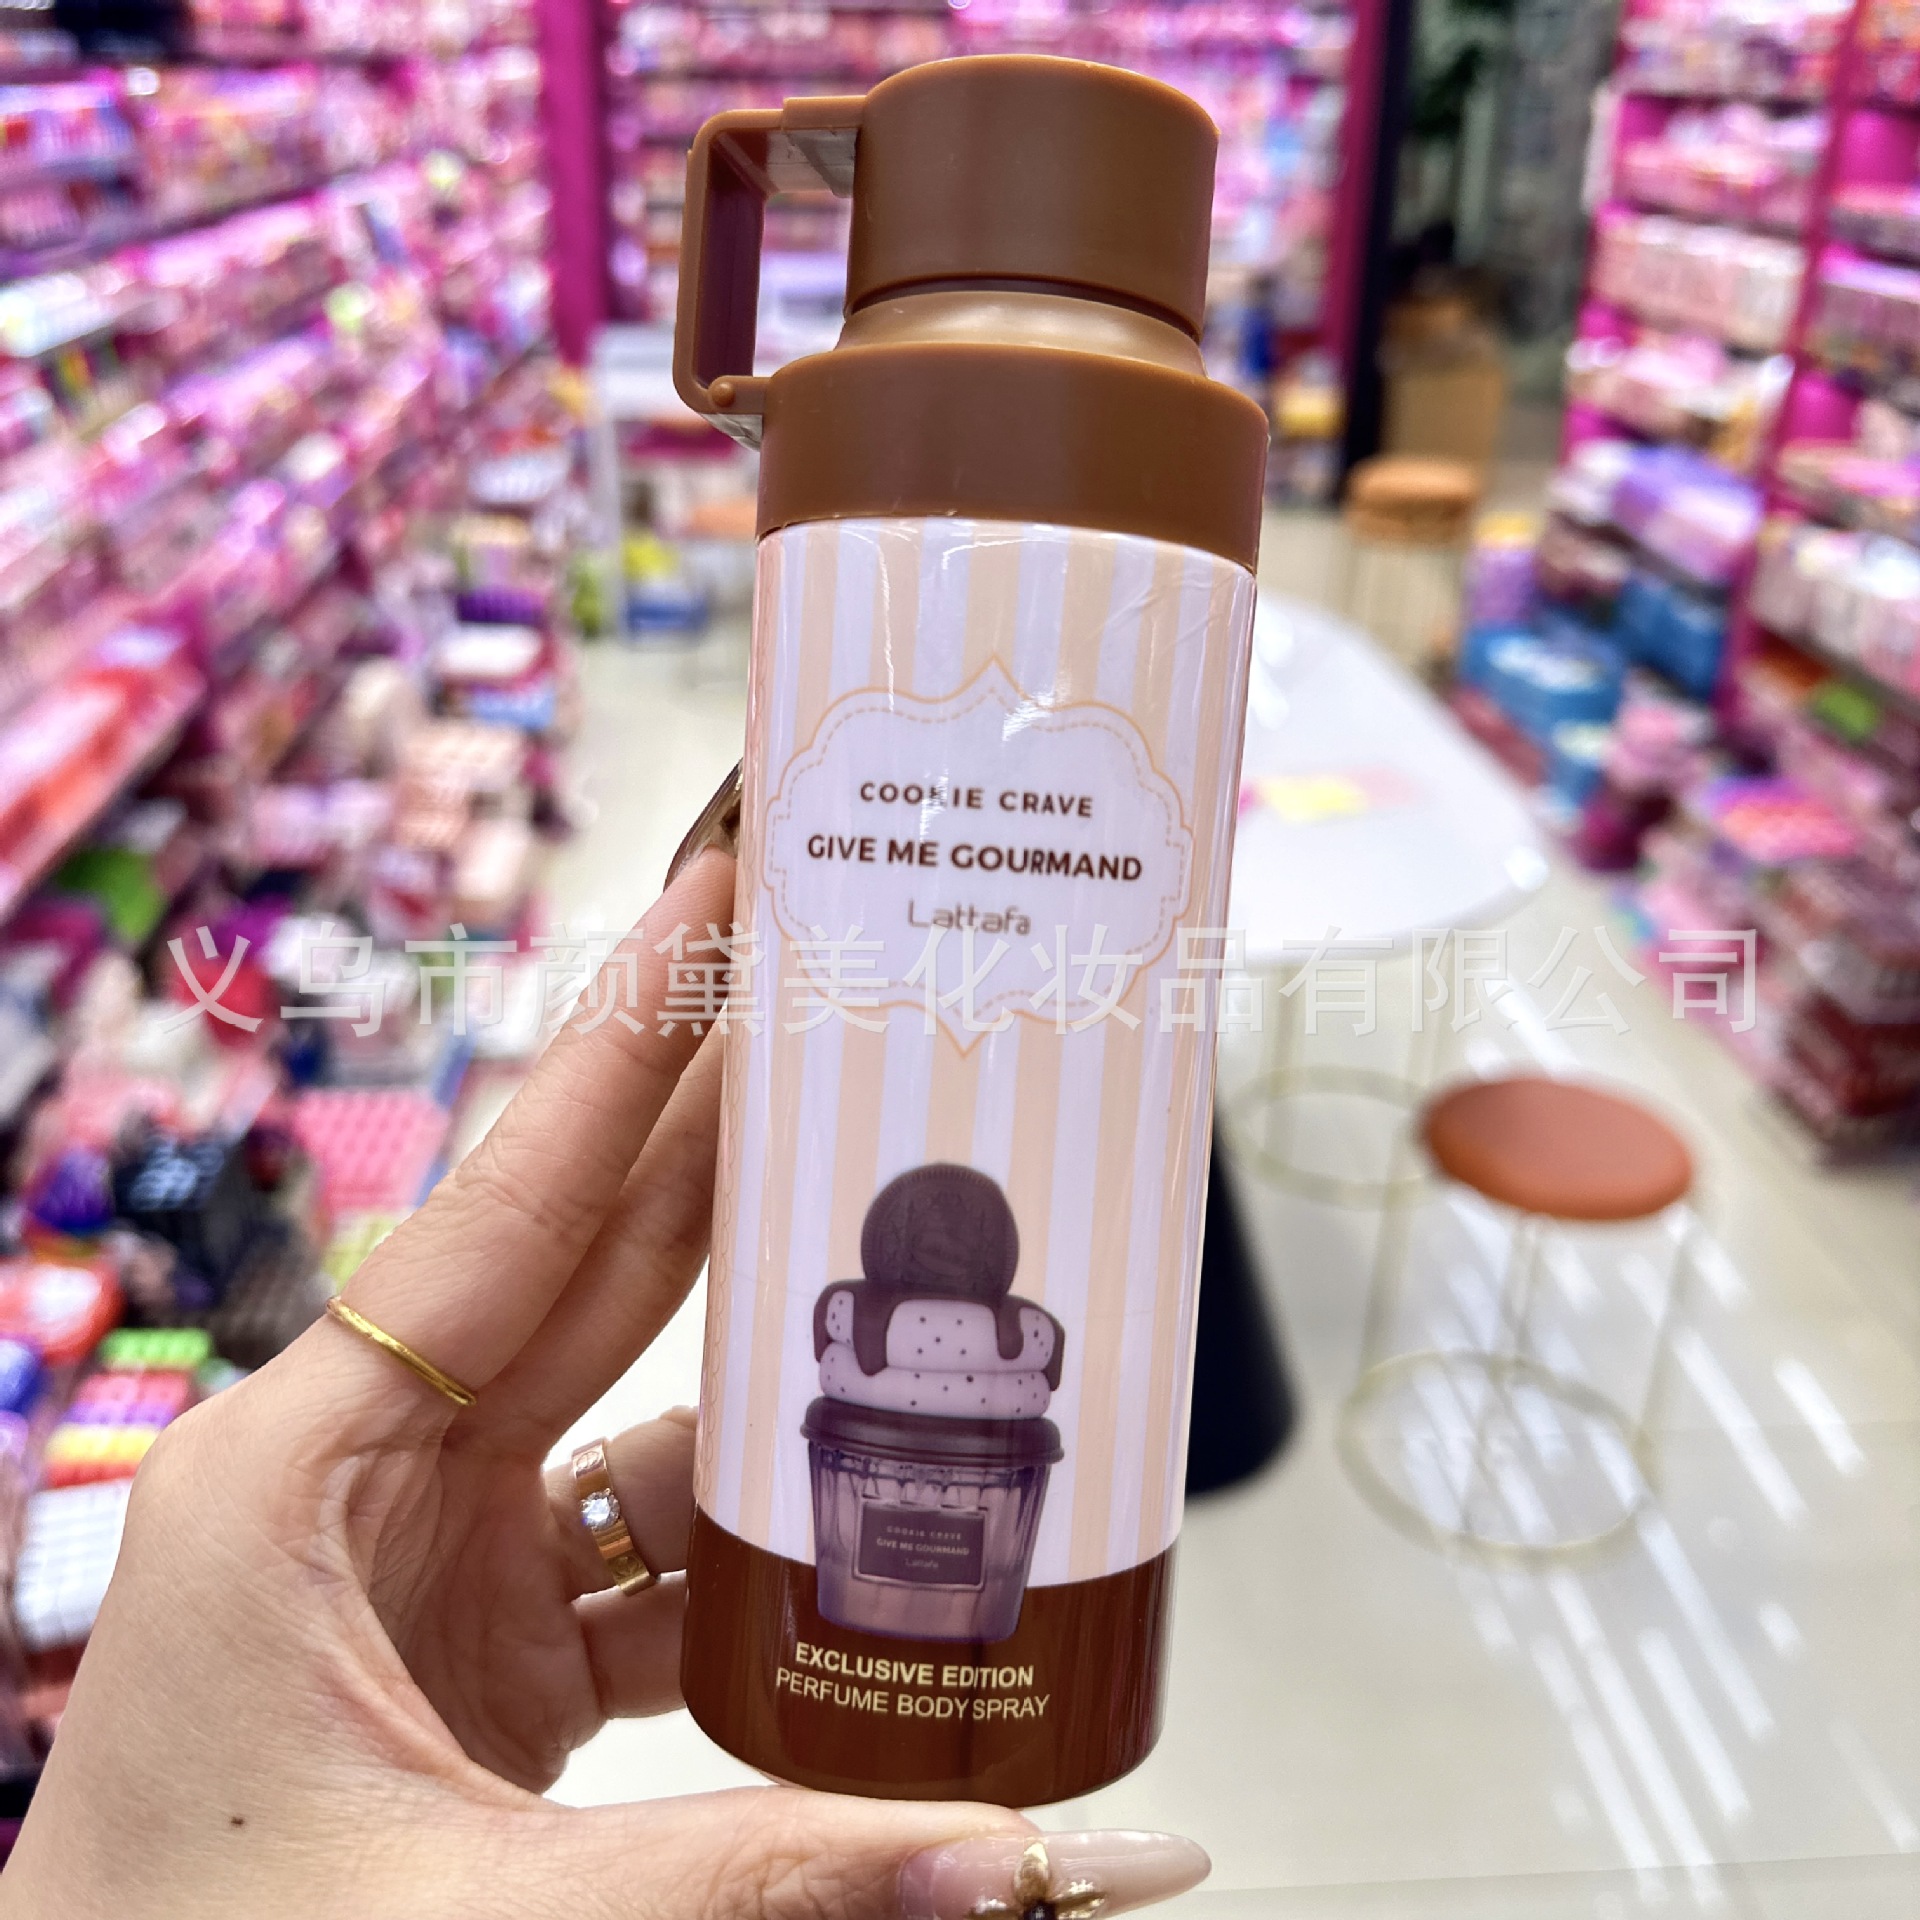 COOKIE CRAVE
GIVE ME GOURMAND
Lattafa
义乌市颜黛美化妆品有限公司
COOKIE CRAVE
GIVE ME GOURMAND
Lattafa
EXCLUSIVE EDITION
PERFUME BODY SPRAY